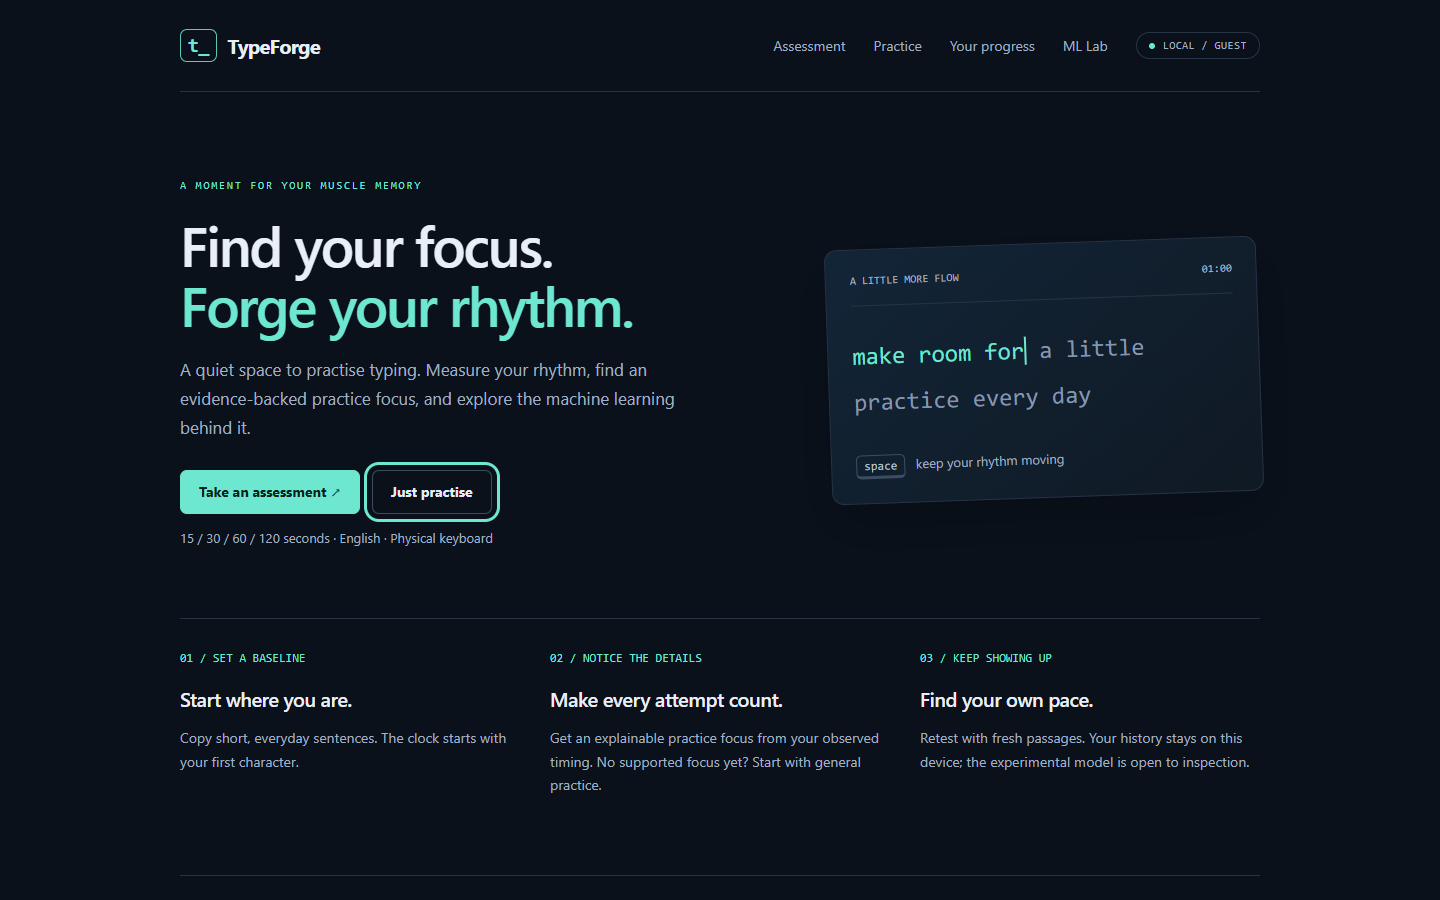 t_ TypeForge
Assessment Practice Your progress ML Lab LOCAL / GUEST
A MOMENT FOR YOUR MUSCLE MEMORY
Find your focus.
Forge your rhythm.
A quiet space to practise typing. Measure your rhythm, find an
evidence-backed practice focus, and explore the machine learning
behind it.
Take an assessment ↗ Just practise
15 / 30 / 60 / 120 seconds · English · Physical keyboard
A LITTLE MORE FLOW 01:00
make room for a little
practice every day
space keep your rhythm moving
01 / SET A BASELINE
Start where you are.
Copy short, everyday sentences. The clock starts with
your first character.
02 / NOTICE THE DETAILS
Make every attempt count.
Get an explainable practice focus from your observed
timing. No supported focus yet? Start with general
practice.
03 / KEEP SHOWING UP
Find your own pace.
Retest with fresh passages. Your history stays on this
device; the experimental model is open to inspection.